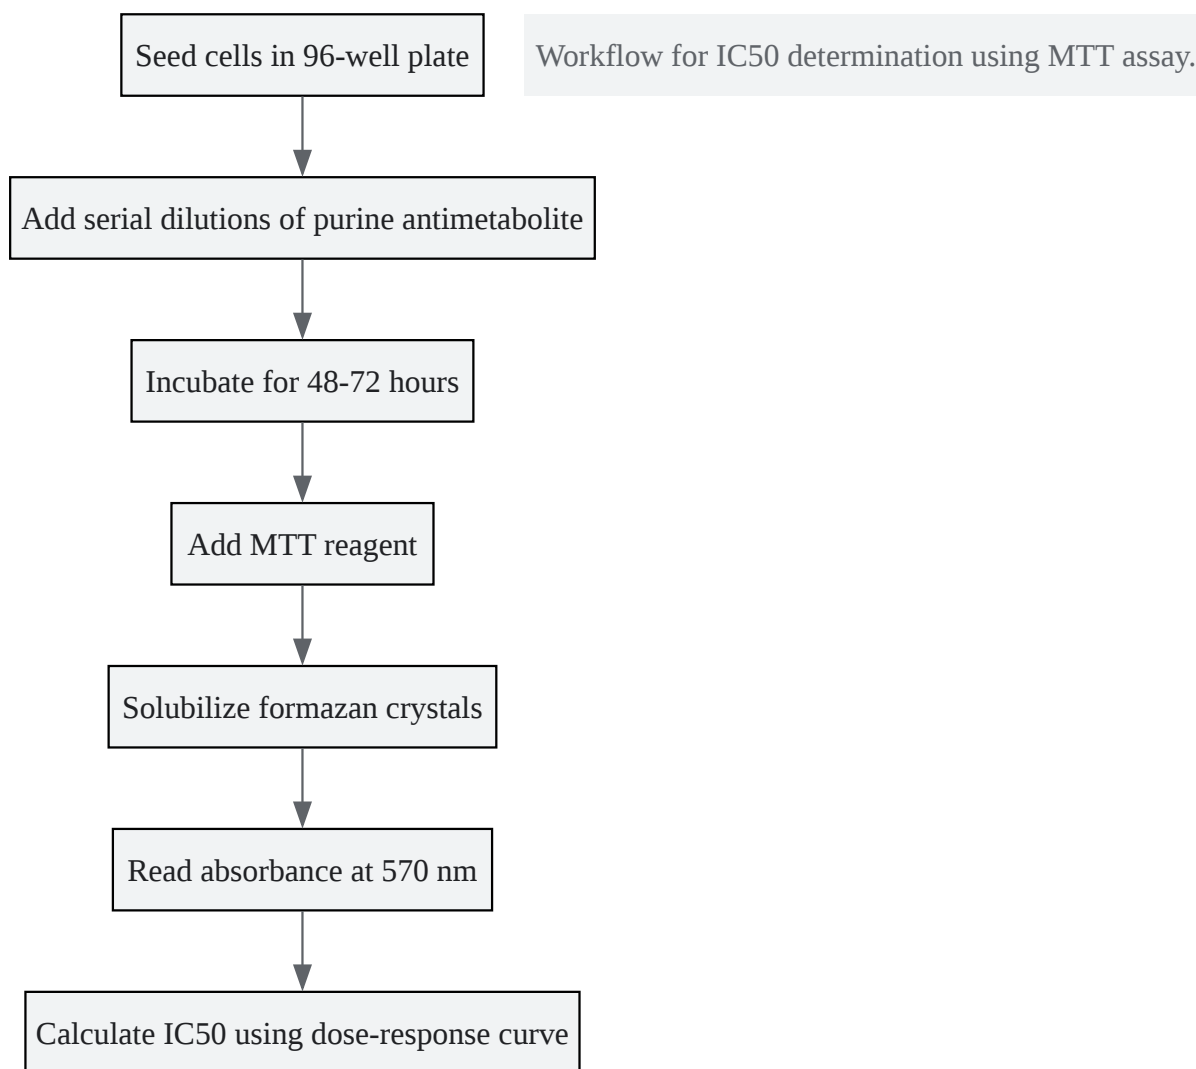 Seed cells in 96-well plate
Workflow for IC50 determination using MTT assay.
Add serial dilutions of purine antimetabolite
Incubate for 48-72 hours
Add MTT reagent
Solubilize formazan crystals
Read absorbance at 570 nm
Calculate IC50 using dose-response curve